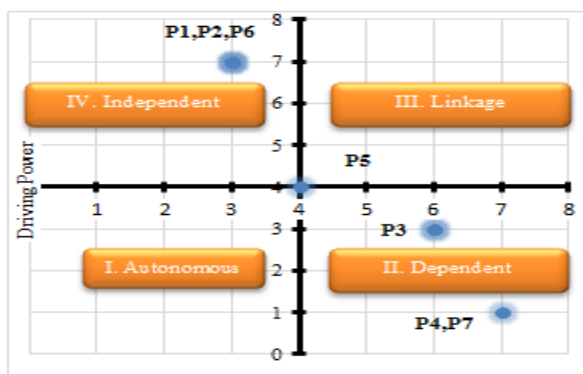 8
P1,P2,P6
7
IV. Independent
6
III. Linkage
5
P5
Driving Power
4
1 2 3 4 5 6 7 8
3
P3
I. Autonomous
2
II. Dependent
1
P4,P7
0